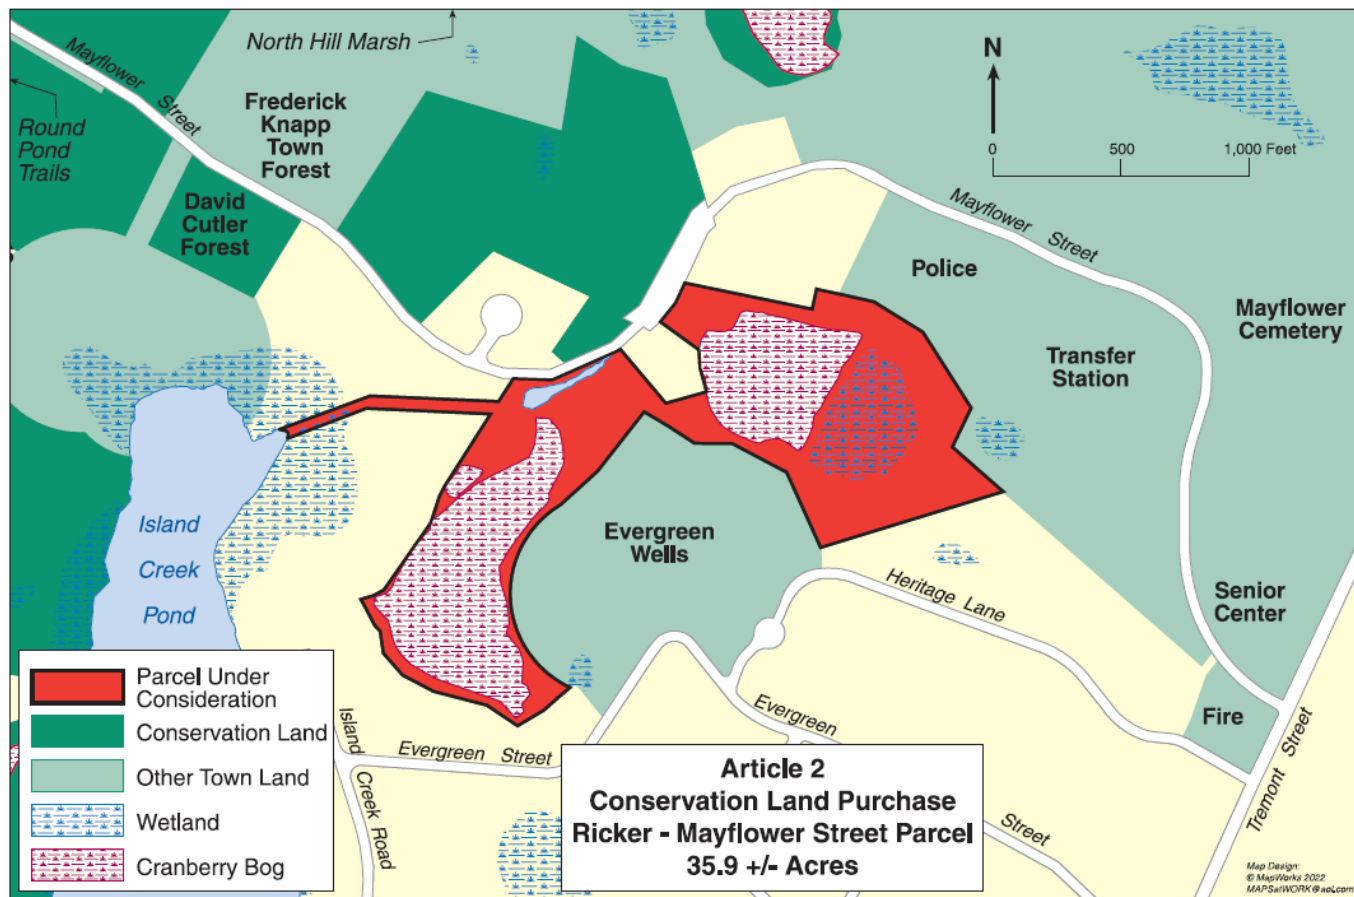 North Hill Marsh
Mayflower
Street
Round
Pond
Trails
Frederick
Knapp
Town
Forest
David
Cutler
Forest
N
0 500 1,000 Feet
Mayflower Street
Police
Mayflower
Cemetery
Transfer
Station
Island
Creek
Pond
Evergreen
Wells
Heritage Lane
Senior
Center
Fire
Tremont Street
Evergreen
Street
Evergreen Street
Island
Creek Road
Parcel Under
Consideration
Conservation Land
Other Town Land
Wetland
Cranberry Bog
Article 2
Conservation Land Purchase
Ricker - Mayflower Street Parcel
35.9 +/- Acres
Map Design:
© MapWorks 2022
MAPSatWORK@aol.com